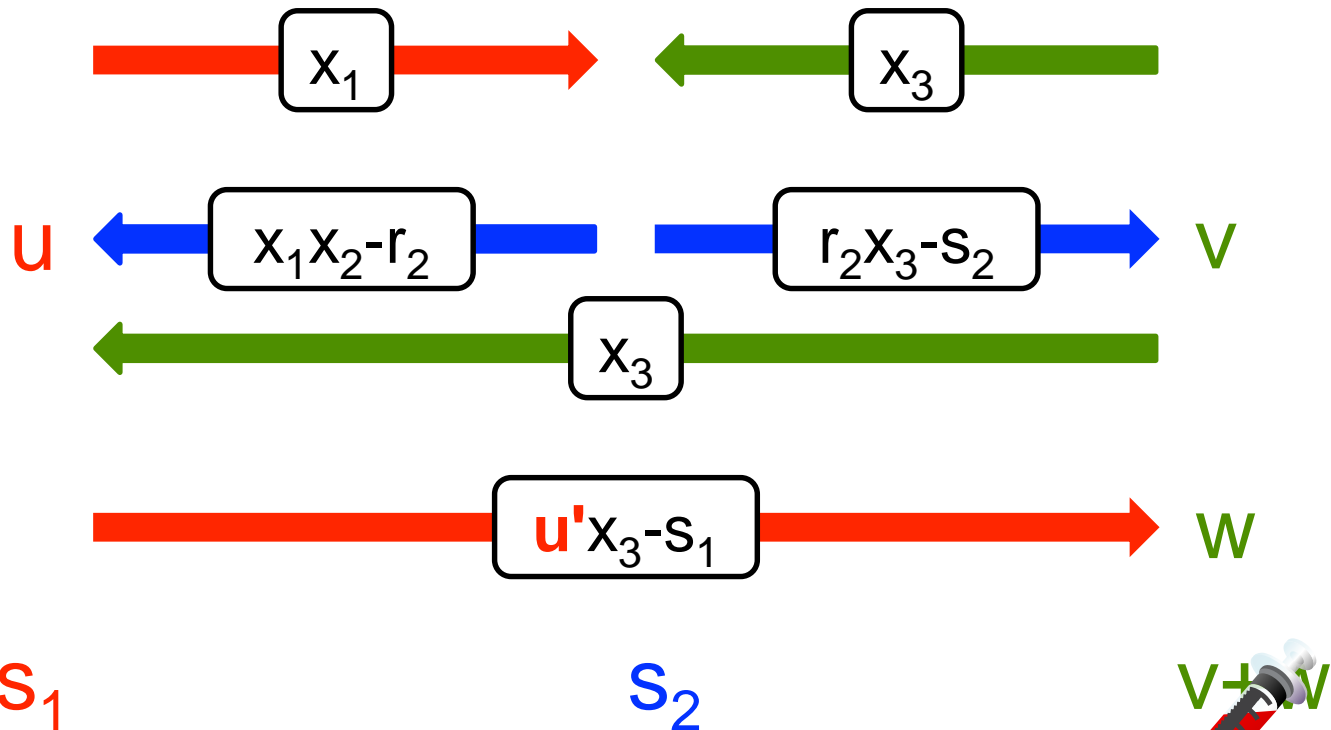 x₁ x₃
u x₁x₂-r₂ r₂x₃-s₂ v
x₃
u'x₃-s₁ w
s₁ s₂ v+w